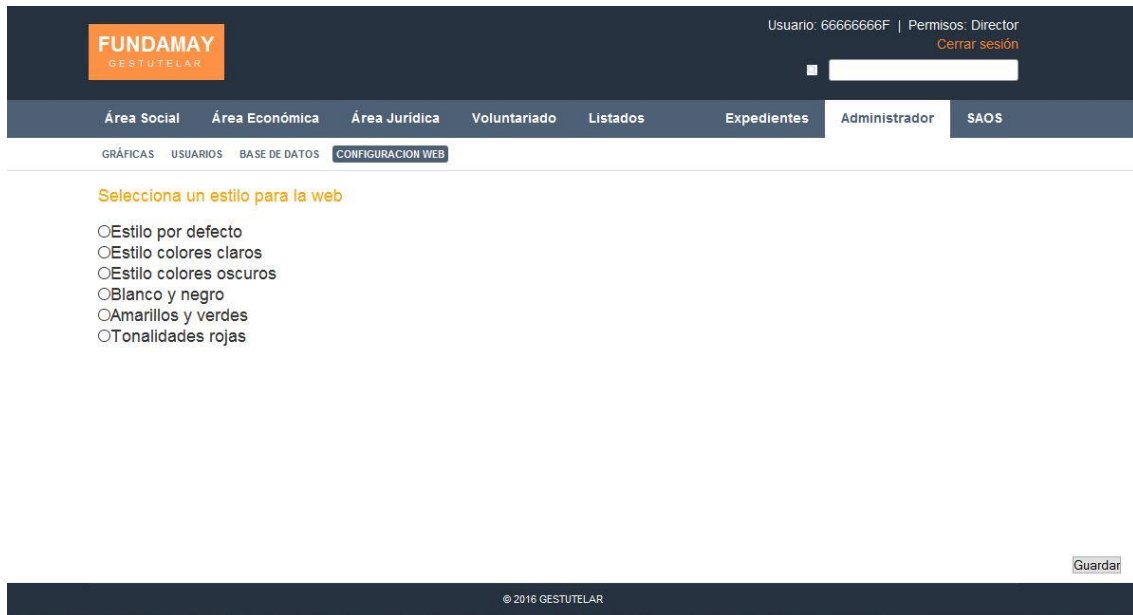 Usuario: 66666666F | Permisos: Director
FUNDAMAY
GESTUTELAR
Cerrar sesión
Área Social Área Económica Área Jurídica Voluntariado Listados Expedientes Administrador SAOS
GRÁFICAS USUARIOS BASE DE DATOS CONFIGURACION WEB
Selecciona un estilo para la web
Estilo por defecto
Estilo colores claros
Estilo colores oscuros
Blanco y negro
Amarillos y verdes
Tonalidades rojas
Guardar
© 2016 GESTUTELAR